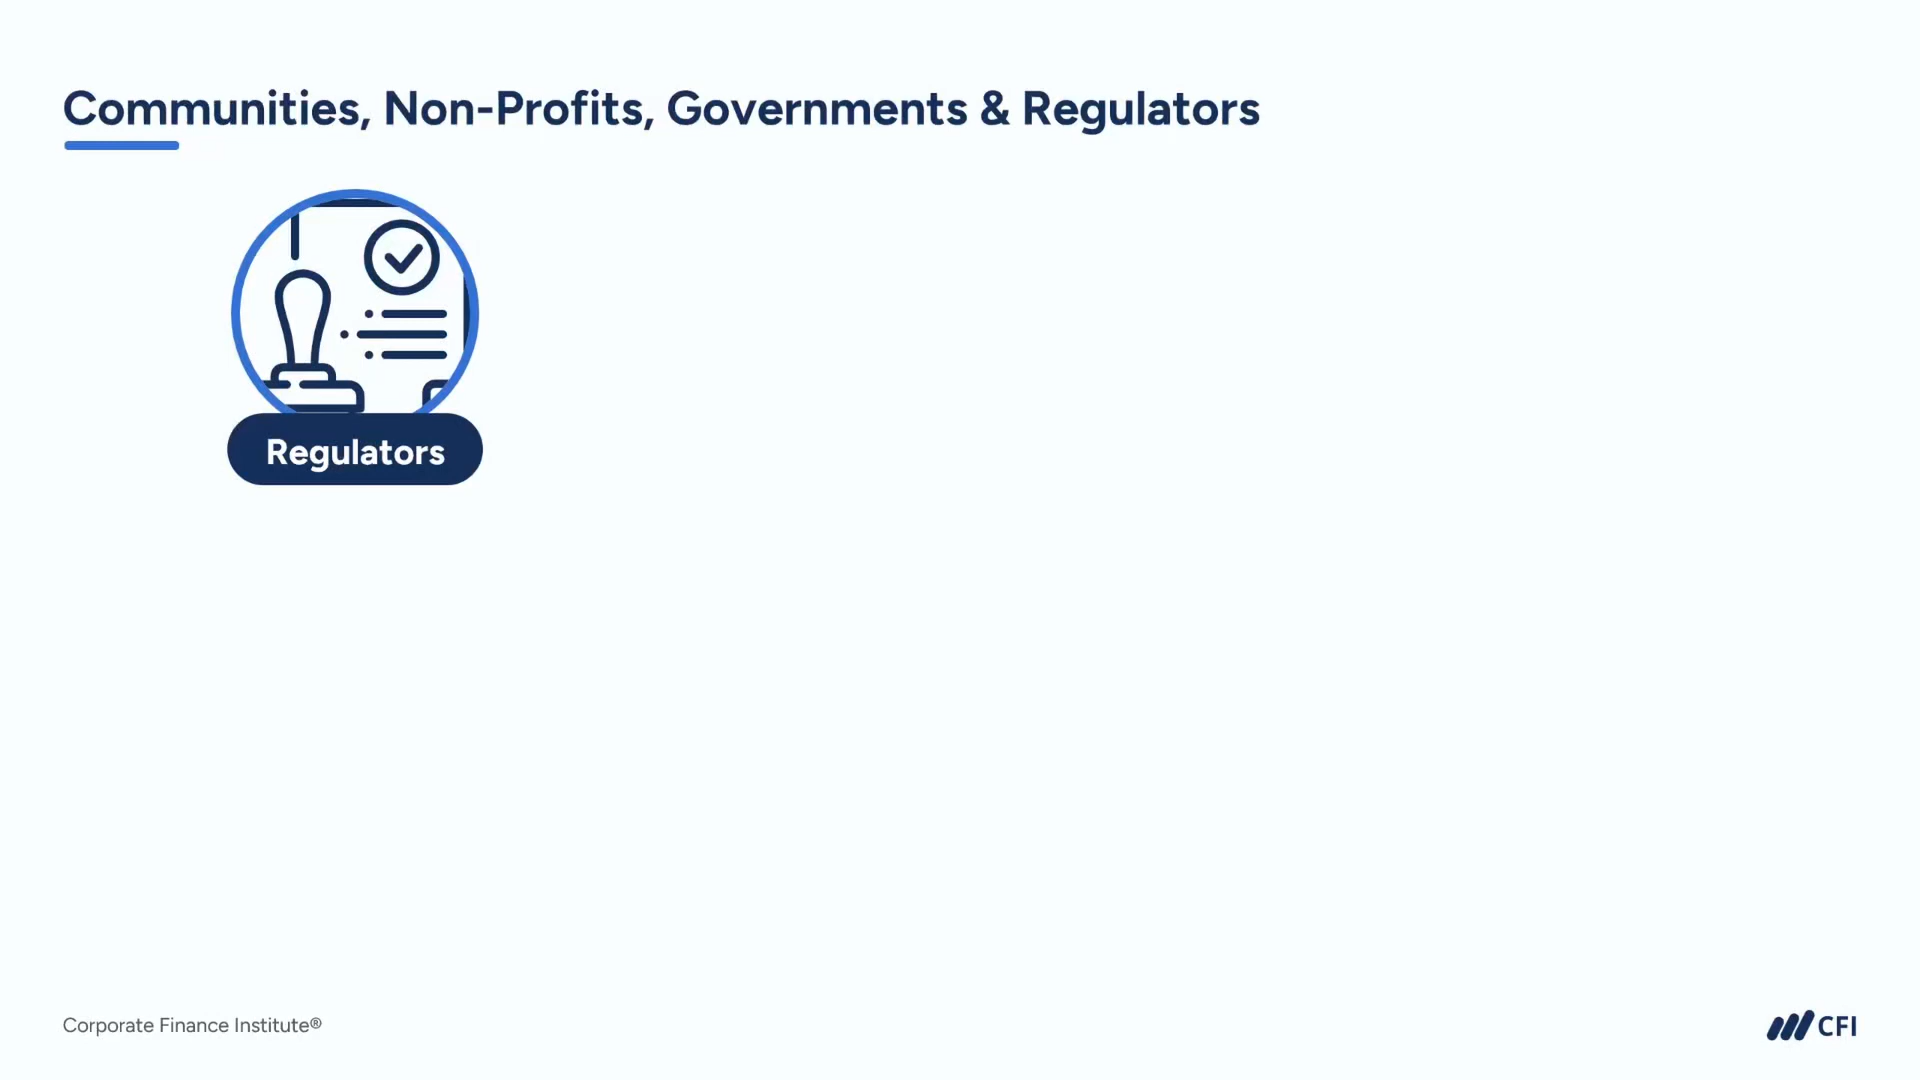 Communities, Non-Profits, Governments & Regulators
Regulators
Corporate Finance Institute®
CFI